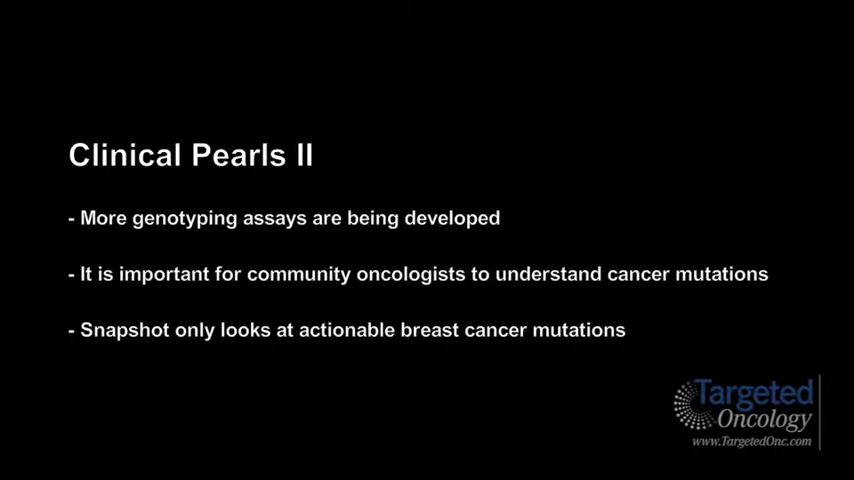 Clinical Pearls II
- More genotyping assays are being developed
- It is important for community oncologists to understand cancer mutations
- Snapshot only looks at actionable breast cancer mutations
Targeted
Oncology
www.TargetedOnc.com